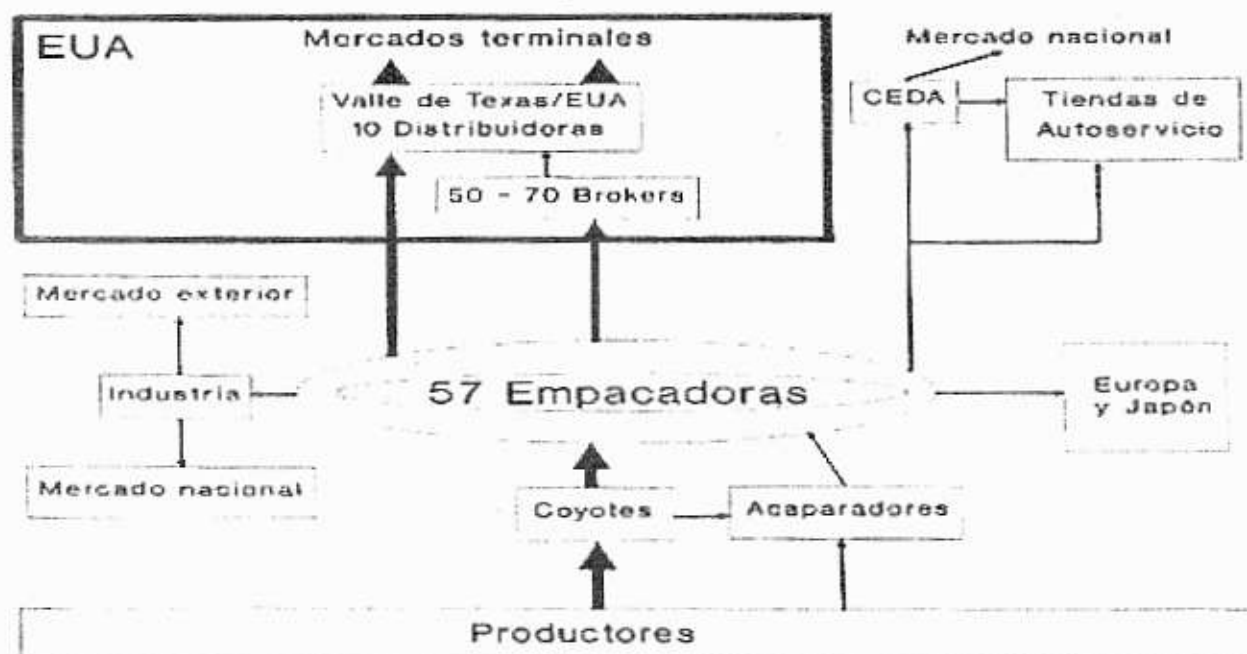 EUA
Mercados terminales
Valle de Texas/EUA
10 Distribuidoras
50 - 70 Brokers
Mercado nacional
CEDA
Tiendas de
Autoservicio
Mercado exterior
Industria
Mercado nacional
57 Empacadoras
Europa
y Japón
Coyotes
Acaparadores
Productores